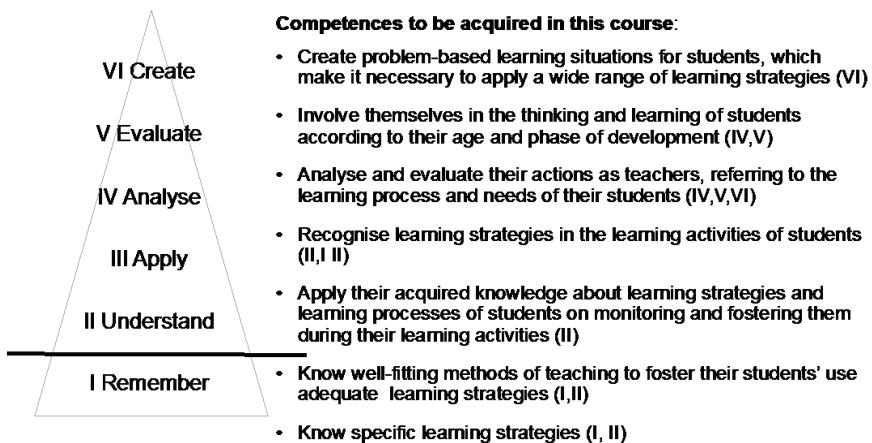 VI Create
V Evaluate
IV Analyse
III Apply
II Understand
I Remember
Competences to be acquired in this course:
• Create problem-based learning situations for students, which
make it necessary to apply a wide range of learning strategies (VI)
• Involve themselves in the thinking and learning of students
according to their age and phase of development (IV,V)
• Analyse and evaluate their actions as teachers, referring to the
learning process and needs of their students (IV,V,VI)
• Recognise learning strategies in the learning activities of students
(II,I II)
• Apply their acquired knowledge about learning strategies and
learning processes of students on monitoring and fostering them
during their learning activities (II)
• Know well-fitting methods of teaching to foster their students' use
adequate learning strategies (I,II)
• Know specific learning strategies (I, II)